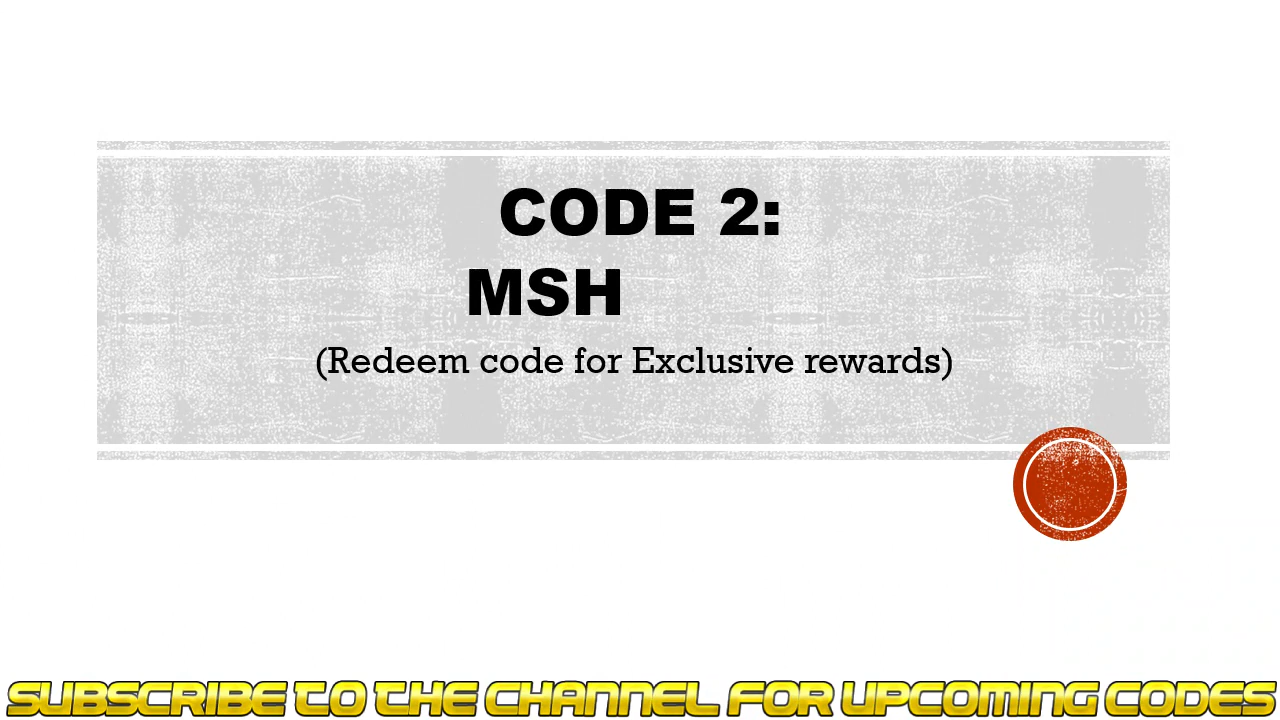 CODE 2:
MSH
(Redeem code for Exclusive rewards)
SUBSCRIBE TO THE CHANNEL FOR UPCOMING CODES